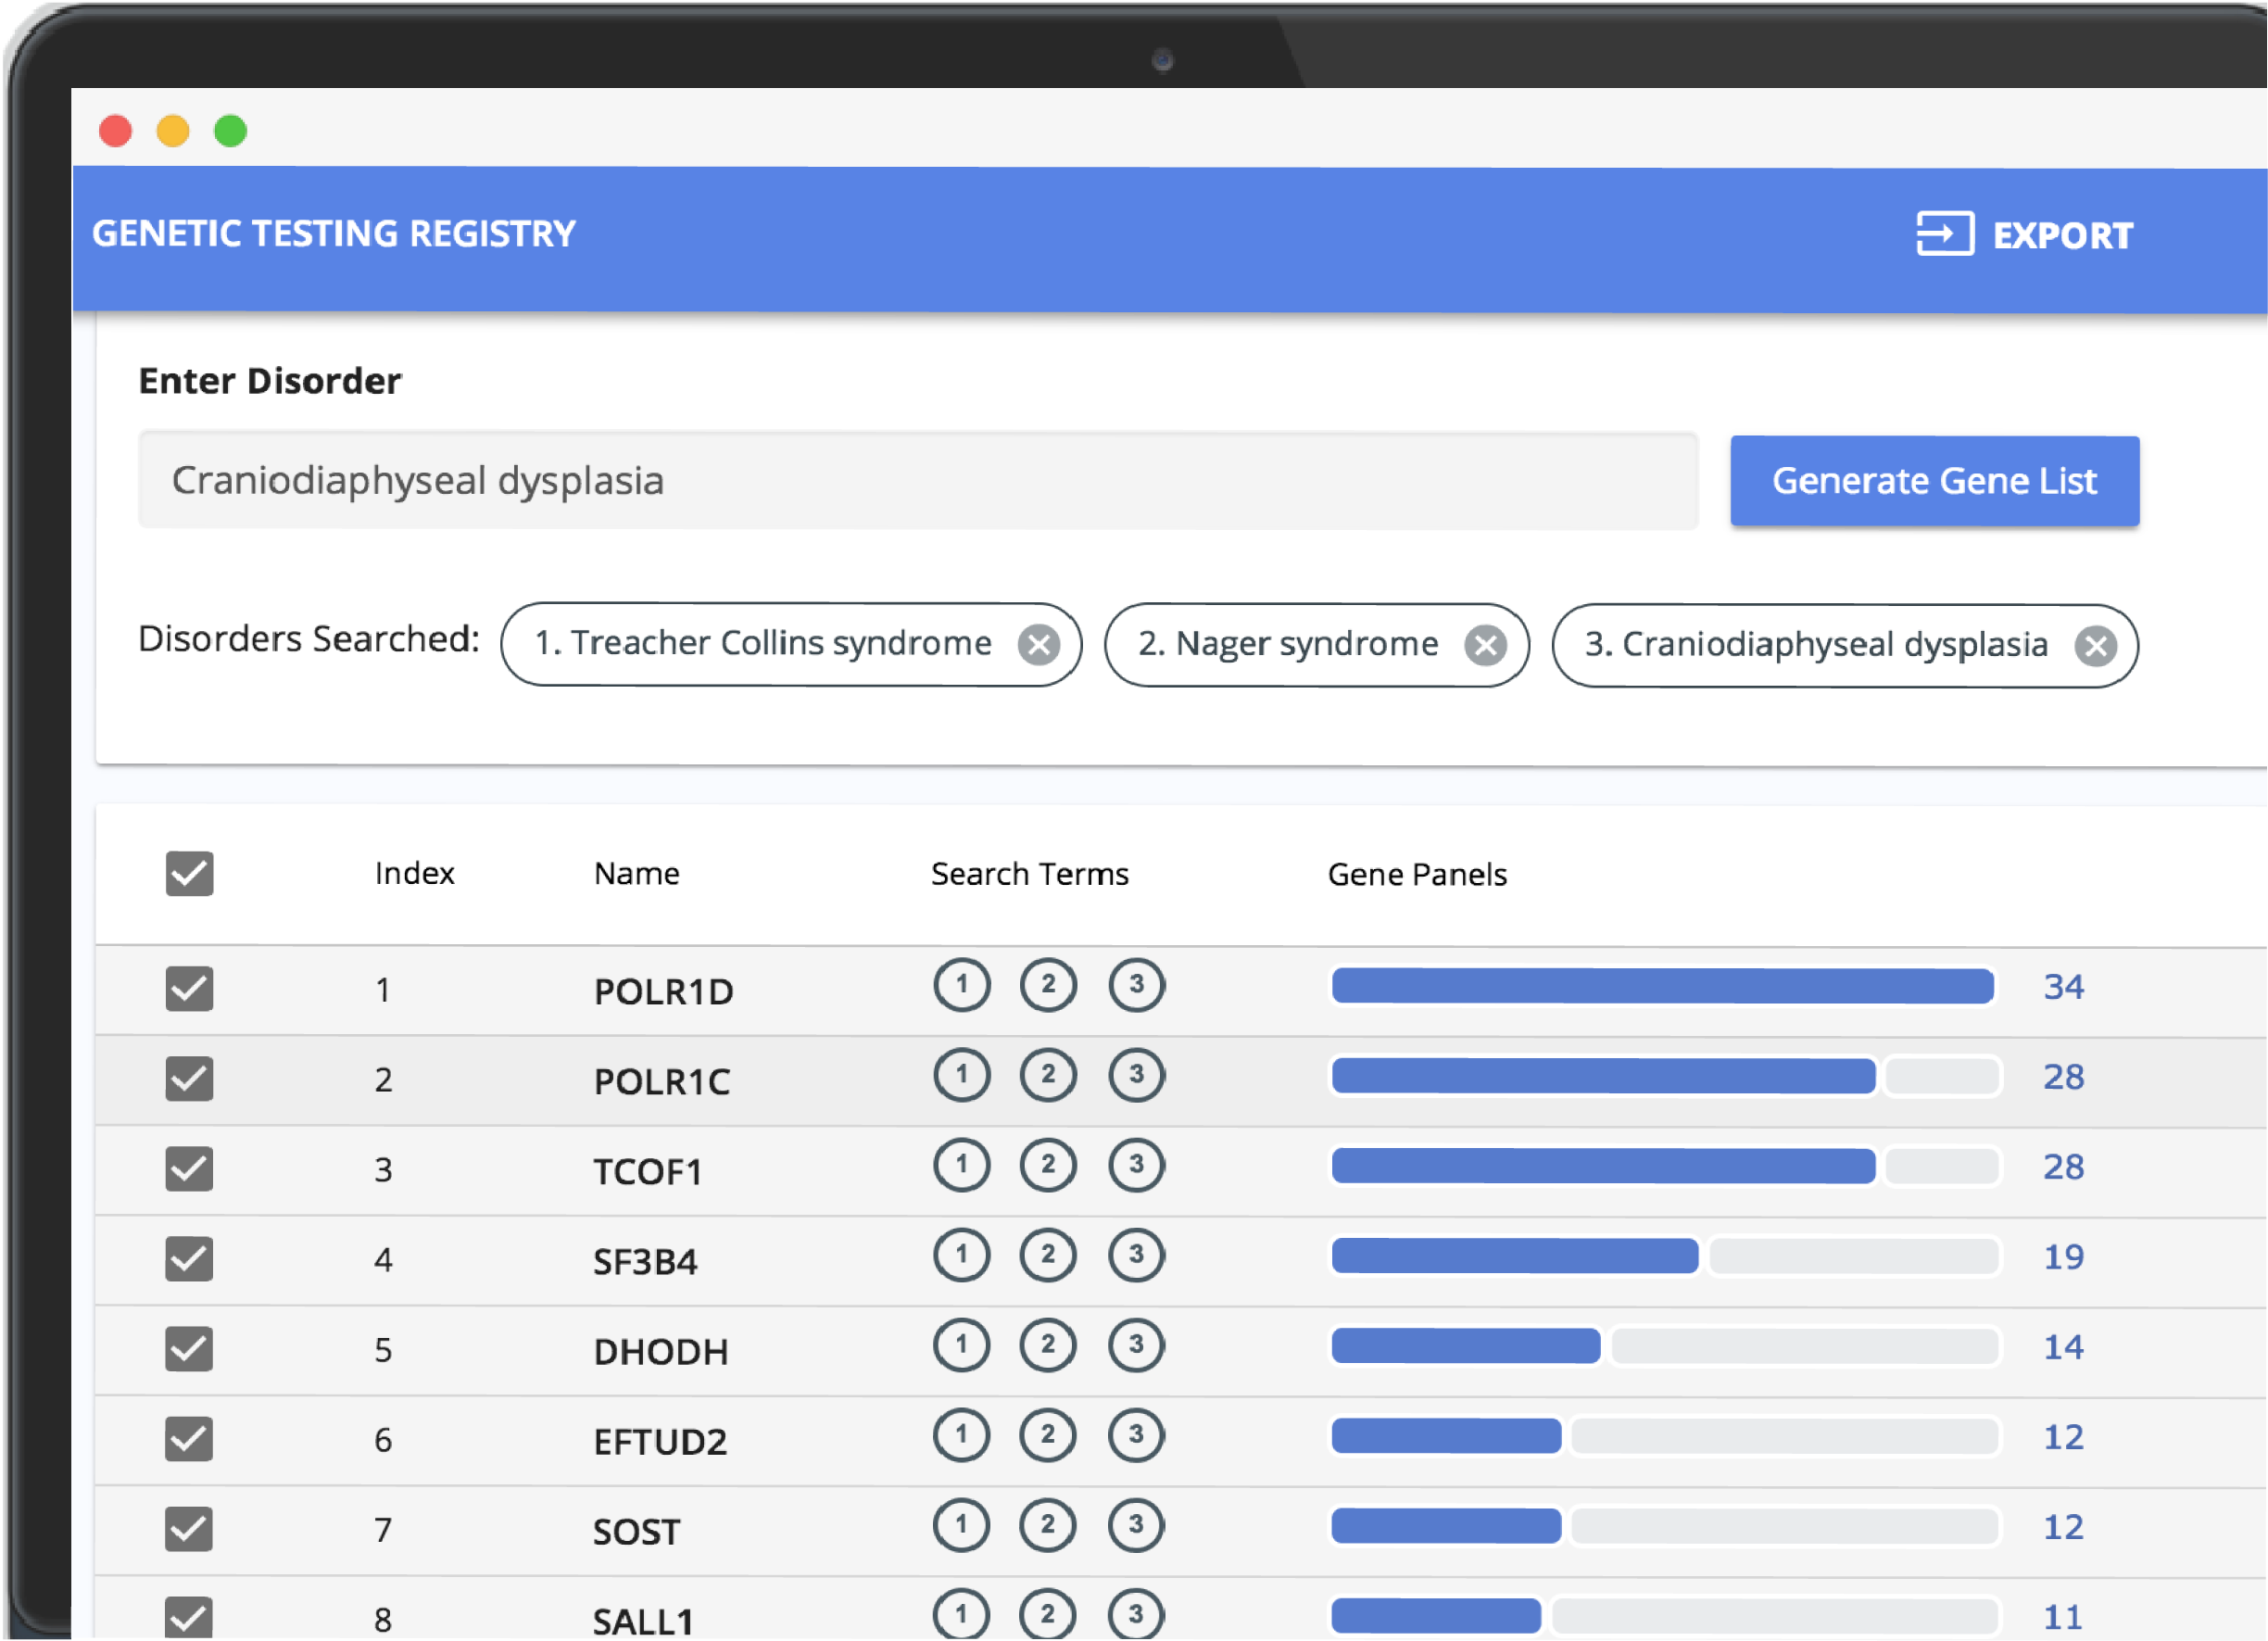 GENETIC TESTING REGISTRY EXPORT
Enter Disorder
Craniodiaphyseal dysplasia Generate Gene List
Disorders Searched: 1. Treacher Collins syndrome 2. Nager syndrome 3. Craniodiaphyseal dysplasia
Index Name Search Terms Gene Panels
1 POLR1D 1 2 3 34
2 POLR1C 1 2 3 28
3 TCOF1 1 2 3 28
4 SF3B4 1 2 3 19
5 DHODH 1 2 3 14
6 EFTUD2 1 2 3 12
7 SOST 1 2 3 12
8 SALL1 1 2 3 11